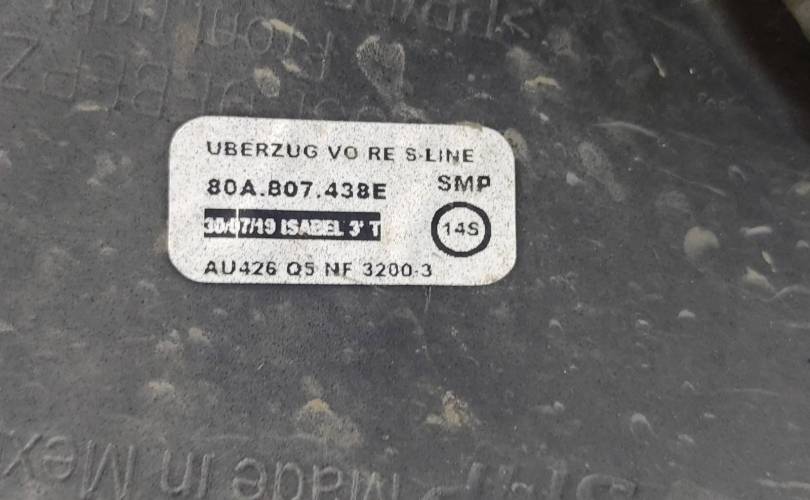 UBERZUG VO RE S-LINE
80A.807.438E SMP
30/07/19 ISABEL 3' T 14S
AU426 Q5 NF 3200-3
Made in Mex